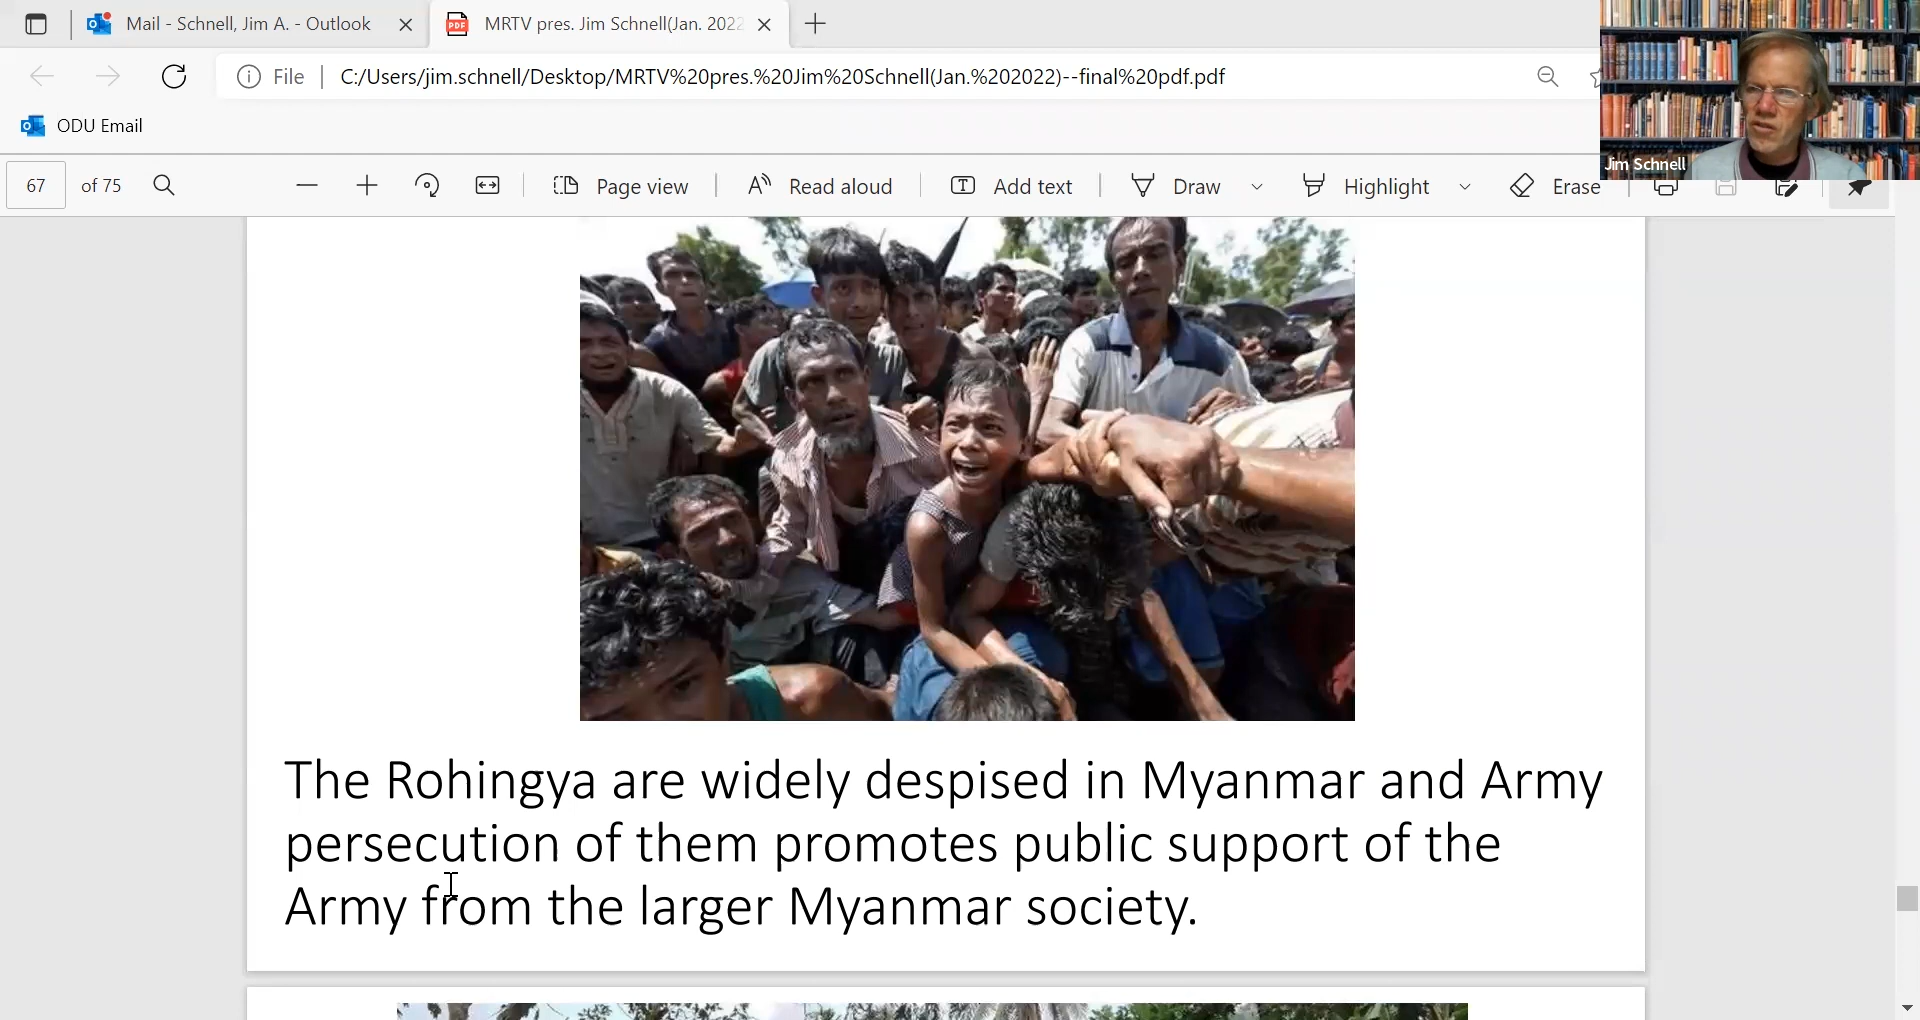 Mail - Schnell, Jim A. - Outlook
MRTV pres. Jim Schnell(Jan. 2022
File
C:/Users/jim.schnell/Desktop/MRTV%20pres.%20Jim%20Schnell(Jan.%202022)--final%20pdf.pdf
Jim Schnell
ODU Email
67 of 75
Page view
Read aloud
Add text
Draw
Highlight
Erase
The Rohingya are widely despised in Myanmar and Army
persecution of them promotes public support of the
Army from the larger Myanmar society.